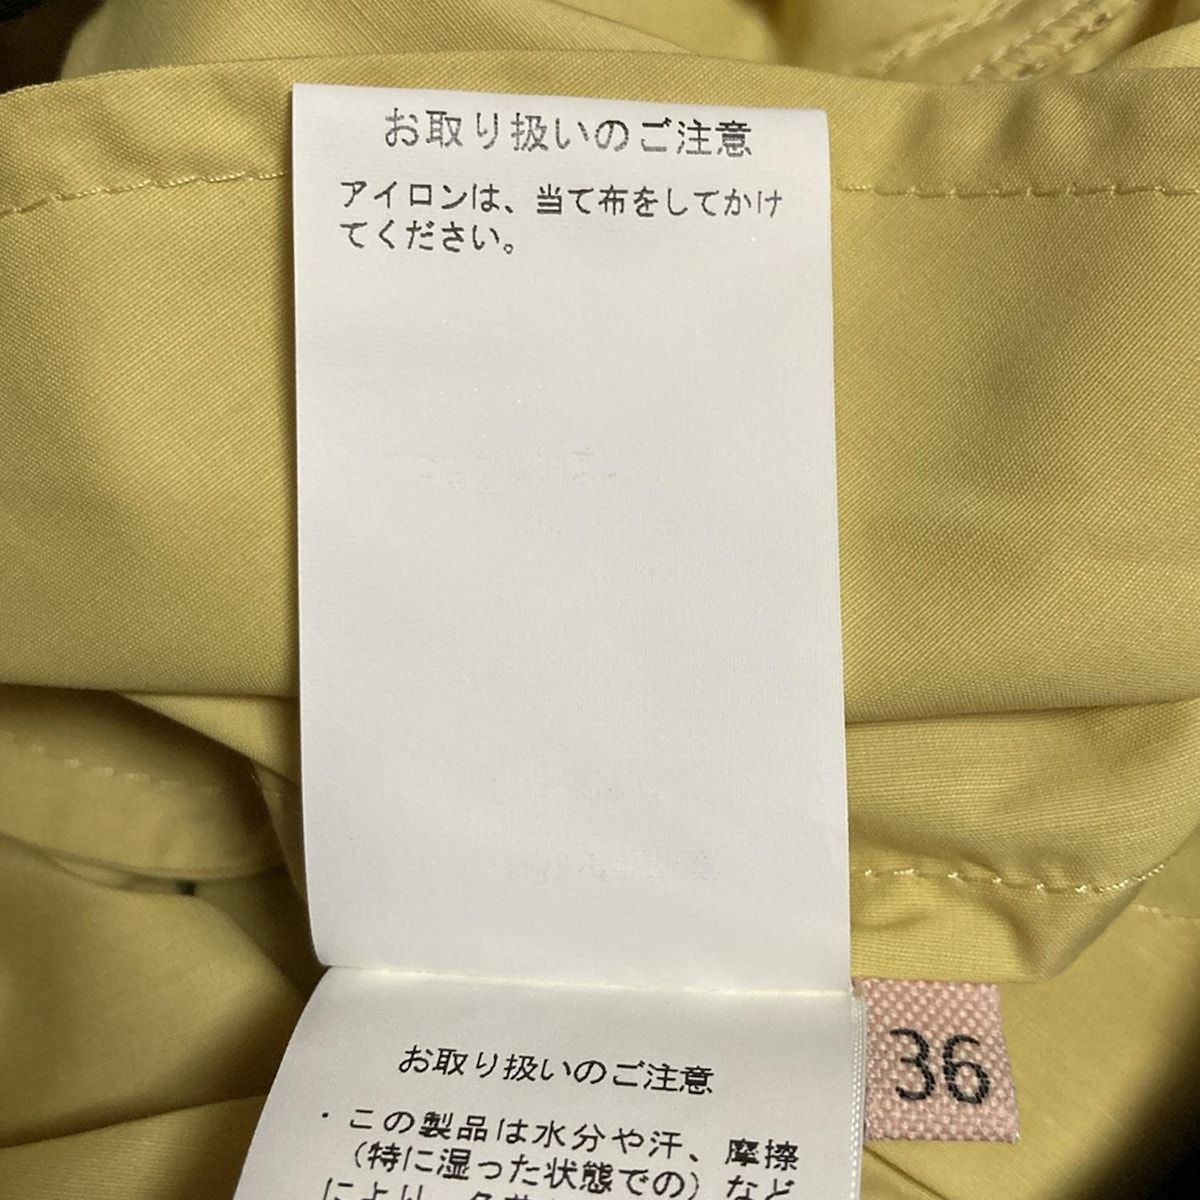 お取り扱いのご注意
アイロンは、当て布をしてかけ
てください。
お取り扱いのご注意
・この製品は水分や汗、摩擦
（特に湿った状態での）など
により、
36